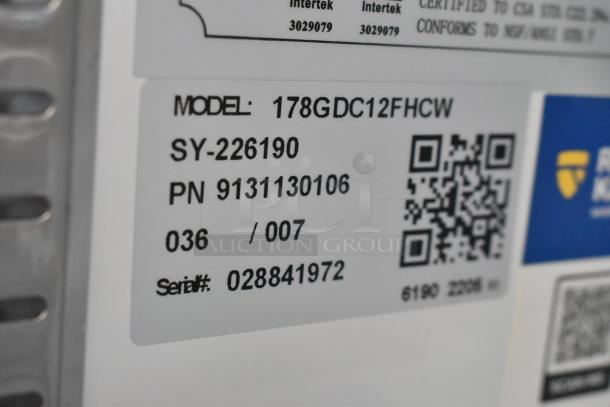 Intertek
3029079
Intertek
3029079
CERTIFIED TO CSA STD.C22.2No.
CONFORMS TO NSF/ANSI STD.7
MODEL: 178GDC12FHCW
SY-226190
PN 9131130106
036 / 007
Serial#: 028841972
6190 2206
PCI
AUCTION GROUP